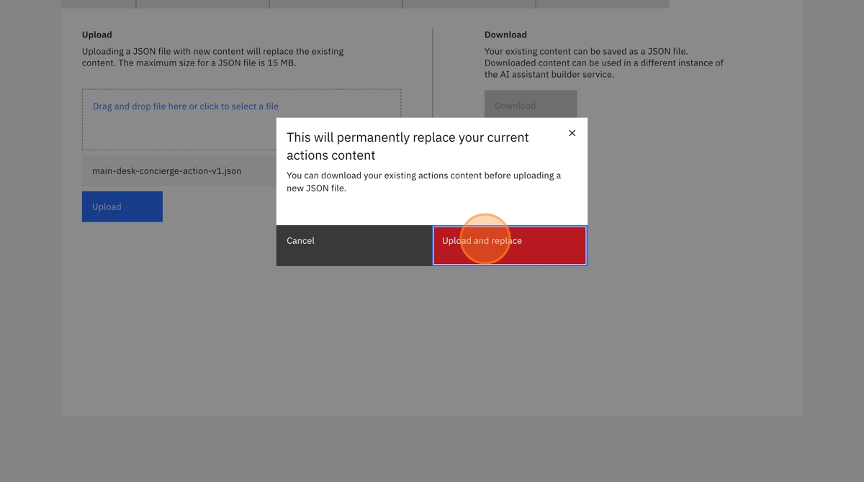 Upload
Uploading a JSON file with new content will replace the existing
content. The maximum size for a JSON file is 15 MB.
Drag and drop file here or click to select a file
main-desk-concierge-action-v1.json
Upload
Download
Your existing content can be saved as a JSON file.
Downloaded content can be used in a different instance of
the AI assistant builder service.
Download
This will permanently replace your current
actions content
You can download your existing actions content before uploading a
new JSON file.
Cancel
Upload and replace